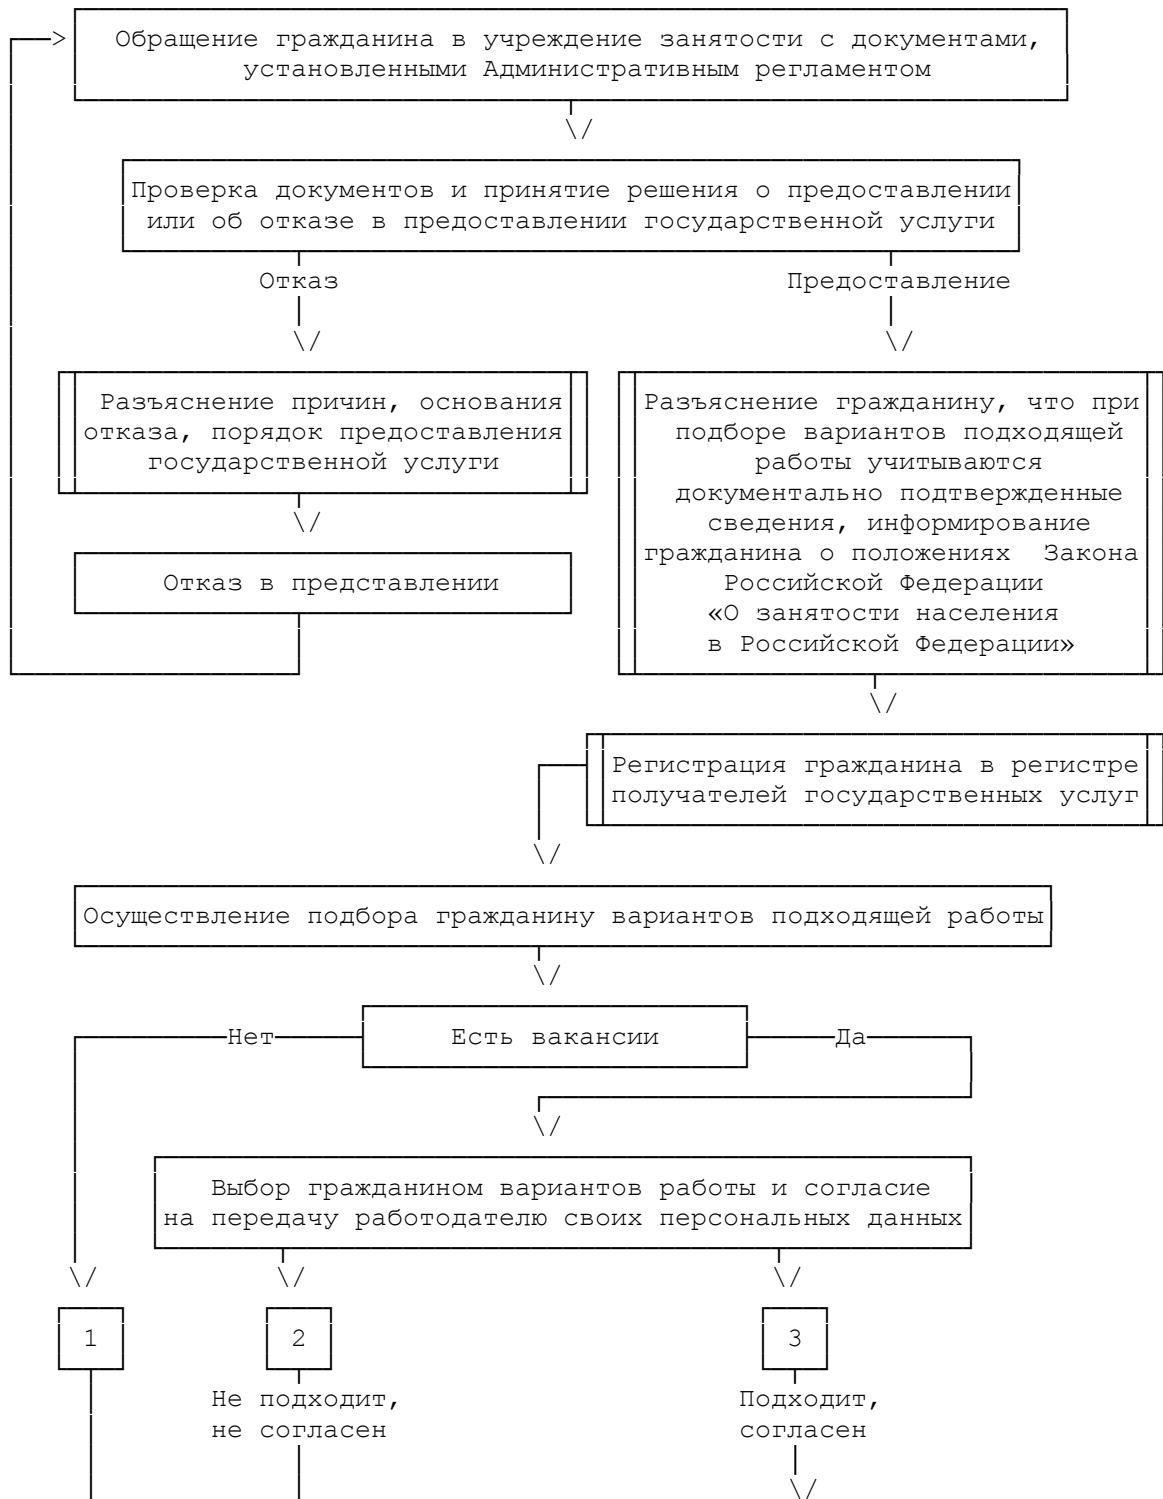 Обращение гражданина в учреждение занятости с документами,
установленными Административным регламентом
Проверка документов и принятие решения о предоставлении
или об отказе в предоставлении государственной услуги
Отказ
Предоставление
Разъяснение причин, основания
отказа, порядок предоставления
государственной услуги
Отказ в представлении
Разъяснение гражданину, что при
подборе вариантов подходящей
работы учитываются
документально подтвержденные
сведения, информирование
гражданина о положениях Закона
Российской Федерации
«О занятости населения
в Российской Федерации»
Регистрация гражданина в регистре
получателей государственных услуг
Осуществление подбора гражданину вариантов подходящей работы
Нет
Есть вакансии
Да
Выбор гражданином вариантов работы и согласие
на передачу работодателю своих персональных данных
1
2
3
Не подходит,
не согласен
Подходит,
согласен